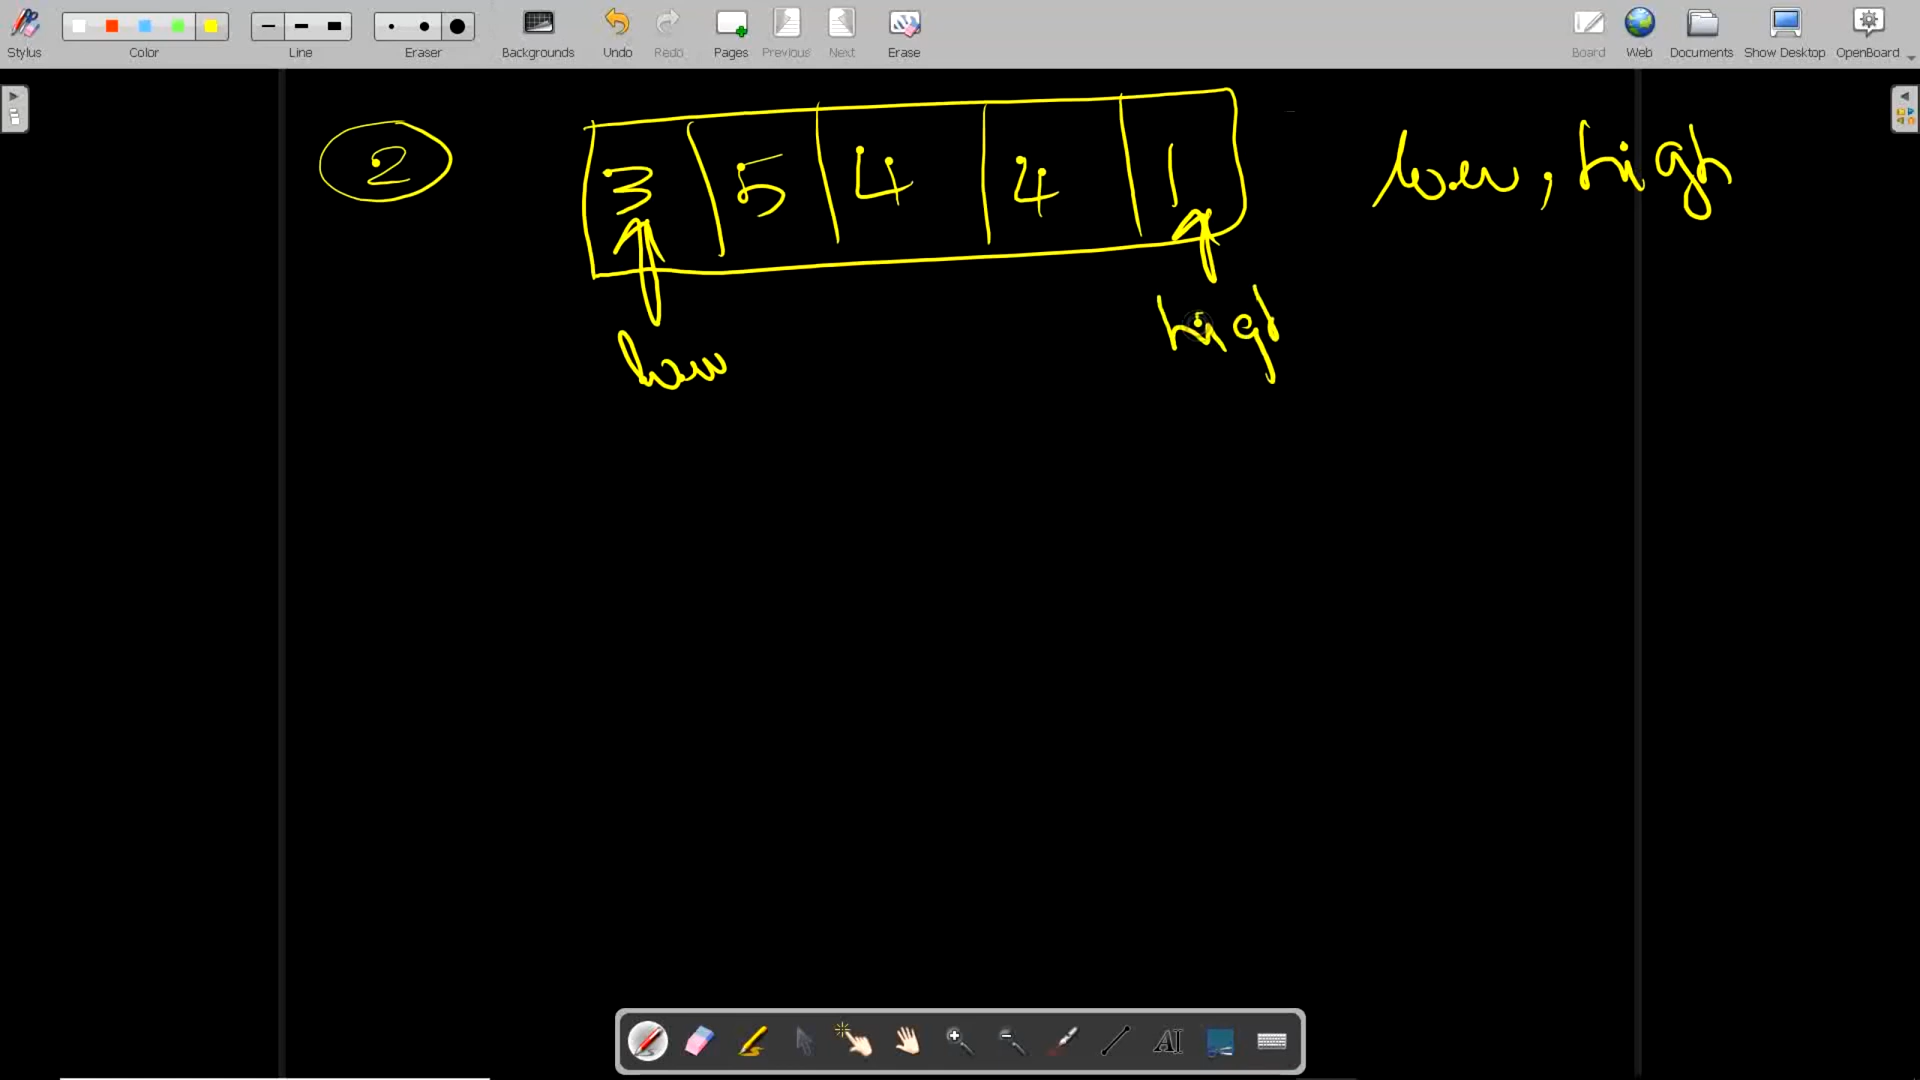 Stylus Color Line Eraser Backgrounds Undo Redo Pages Previous Next Erase Board Web Documents Show Desktop OpenBoard
2 3 5 4 4 1 low, high
low high